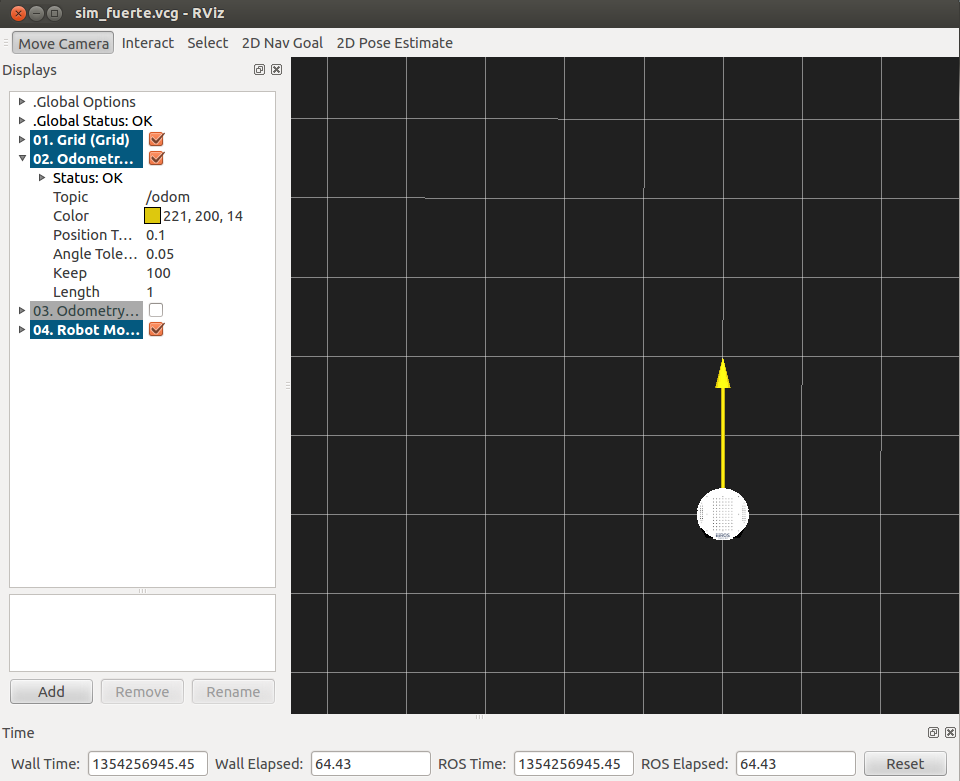 sim_fuerte.vcg - RViz
Move Camera Interact Select 2D Nav Goal 2D Pose Estimate
Displays
.Global Options
.Global Status: OK
01. Grid (Grid)
02. Odometr...
Status: OK
Topic /odom
Color 221, 200, 14
Position T... 0.1
Angle Tole... 0.05
Keep 100
Length 1
03. Odometry...
04. Robot Mo...
Add Remove Rename
Time
Wall Time: 1354256945.45 Wall Elapsed: 64.43 ROS Time: 1354256945.45 ROS Elapsed: 64.43 Reset